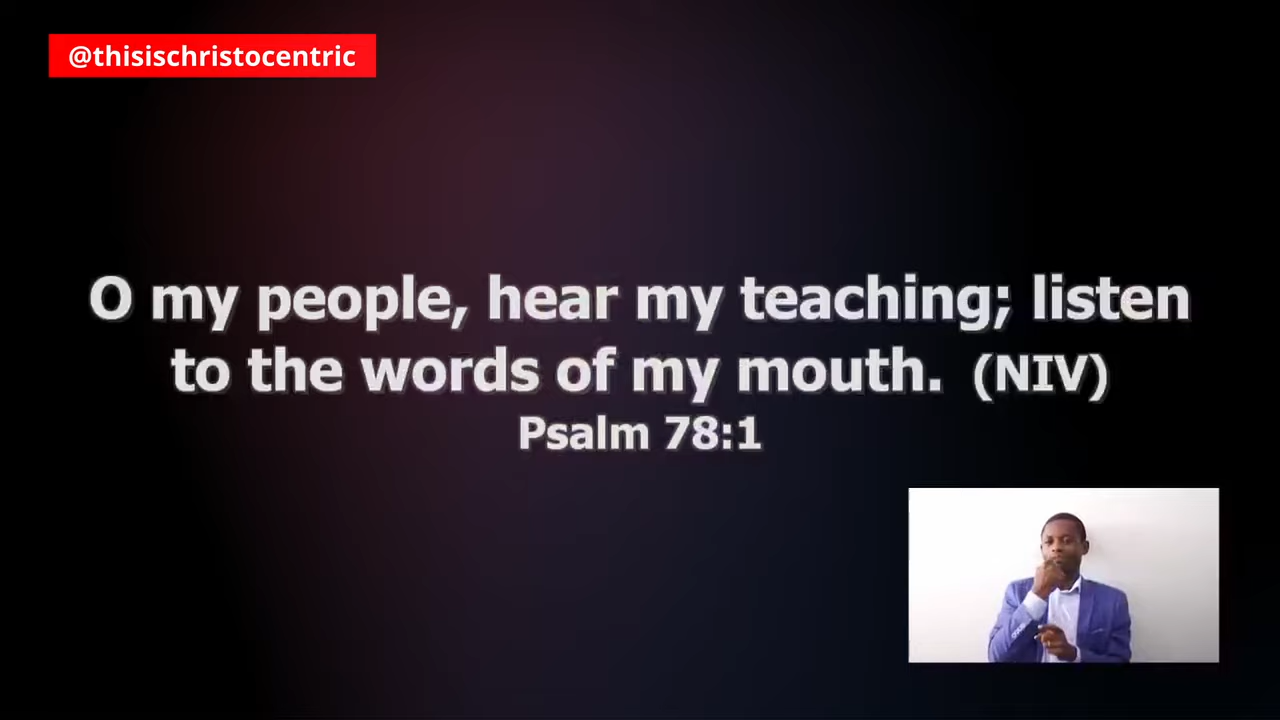 @thisischristocentric
O my people, hear my teaching; listen
to the words of my mouth. (NIV)
Psalm 78:1